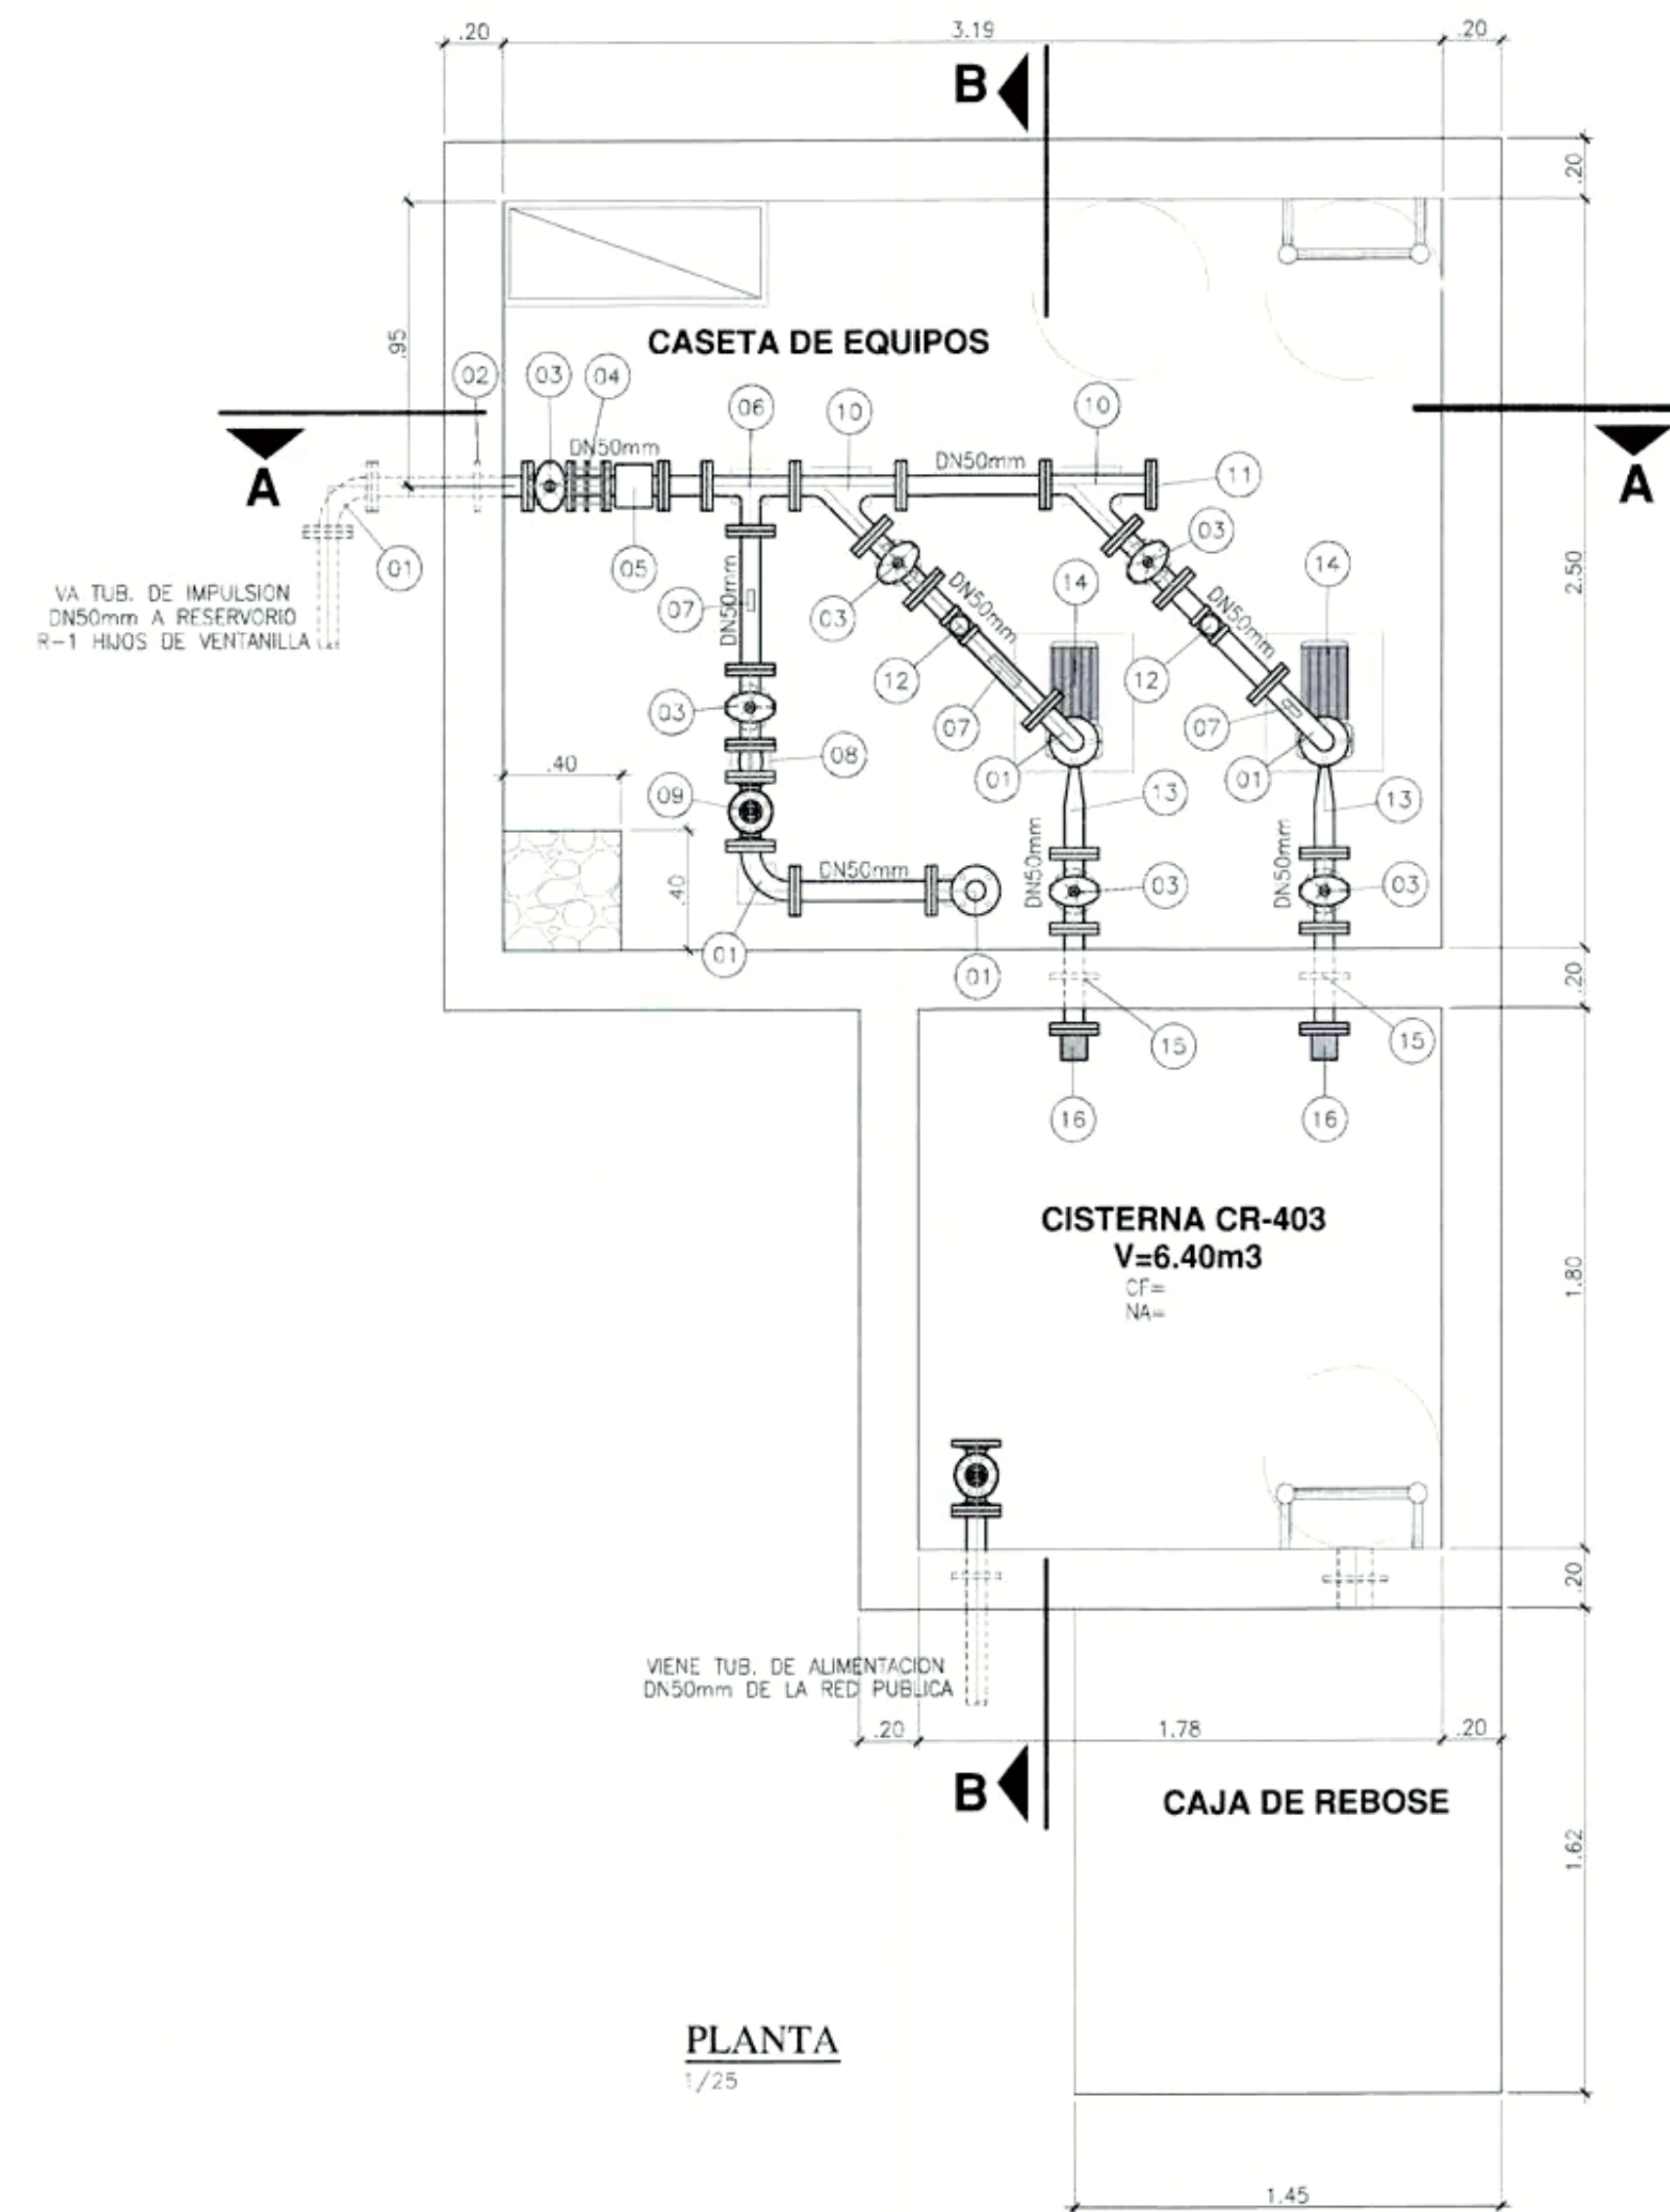 .20
3.19
.20
B
.20
.95
CASETA DE EQUIPOS
02
03
04
06
10
10
DN50mm
DN50mm
11
A
A
01
05
03
03
14
14
VA TUB. DE IMPULSION
DN50mm A RESERVORIO
R-1 HIJOS DE VENTANILLA
2.50
07
DN50mm
DN50mm
DN50mm
12
12
03
07
07
08
01
01
.40
09
13
13
DN50mm
DN50mm
DN50mm
.40
03
03
01
01
.20
15
15
16
16
CISTERNA CR-403
V=6.40m3
CF=
NA=
1.80
.20
VIENE TUB. DE ALIMENTACION
DN50mm DE LA RED PUBLICA
.20
1.78
.20
B
CAJA DE REBOSE
1.62
PLANTA
1/25
1.45